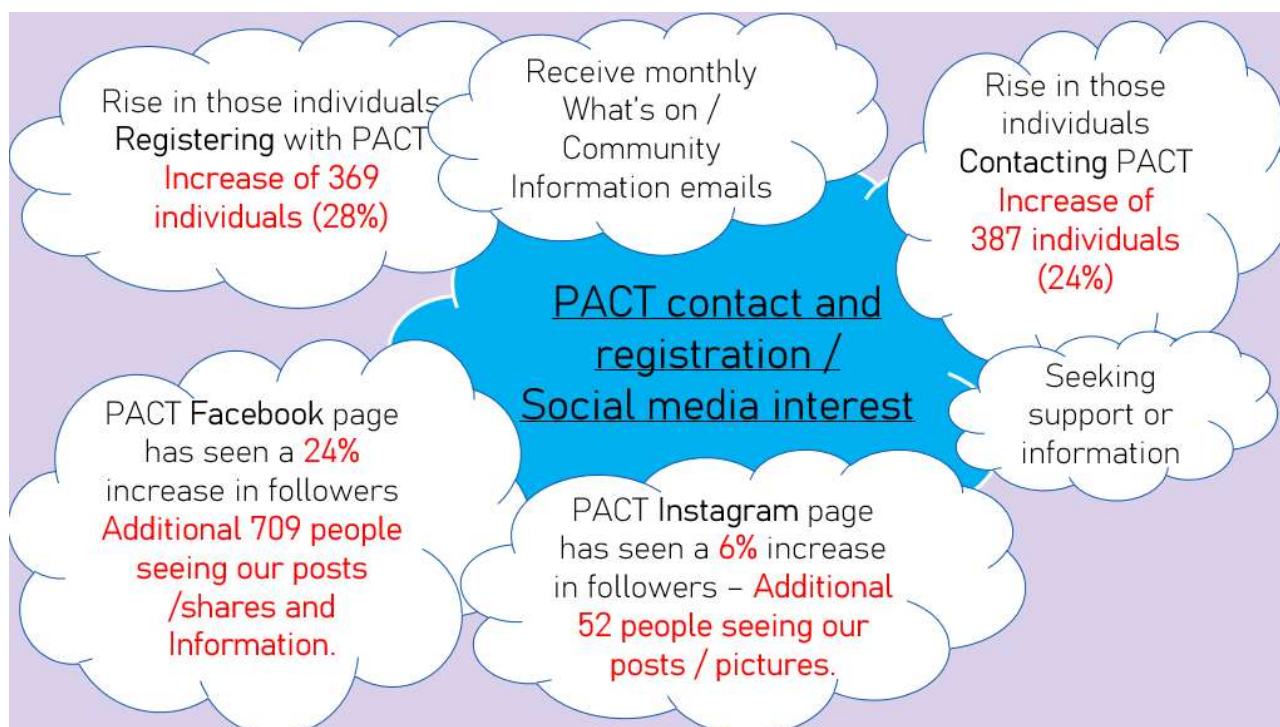 Rise in those individuals
Registering with PACT
Increase of 369
individuals (28%)
Receive monthly
What's on /
Community
Information emails
Rise in those
individuals
Contacting PACT
Increase of
387 individuals
(24%)
PACT contact and
registration /
Social media interest
Seeking
support or
information
PACT Facebook page
has seen a 24%
increase in followers
Additional 709 people
seeing our posts
/shares and
Information.
PACT Instagram page
has seen a 6% increase
in followers – Additional
52 people seeing our
posts / pictures.